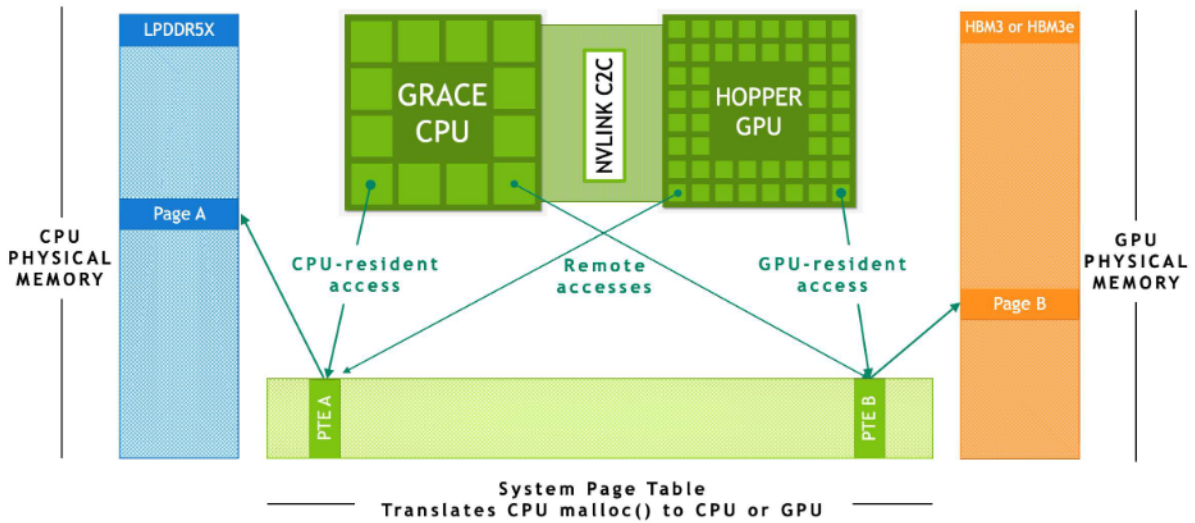 LPDDR5X
GRACE
CPU
NVLINK C2C
HOPPER
GPU
HBM3 or HBM3e
Page A
CPU
PHYSICAL
MEMORY
CPU-resident
access
Remote
accesses
GPU-resident
access
GPU
PHYSICAL
MEMORY
Page B
PTE A
PTE B
System Page Table
Translates CPU malloc() to CPU or GPU